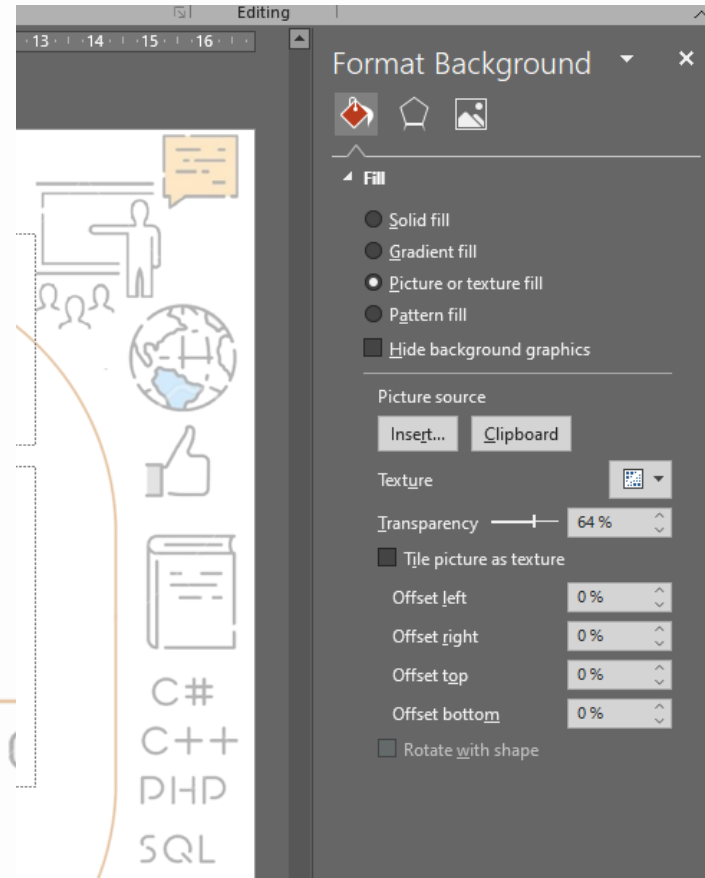 Editing
13 14 15 16
Format Background
Fill
Solid fill
Gradient fill
Picture or texture fill
Pattern fill
Hide background graphics
Picture source
Insert...
Clipboard
Texture
Transparency
64 %
Tile picture as texture
Offset left
0 %
Offset right
0 %
Offset top
0 %
Offset bottom
0 %
Rotate with shape
C#
C++
PHP
SQL